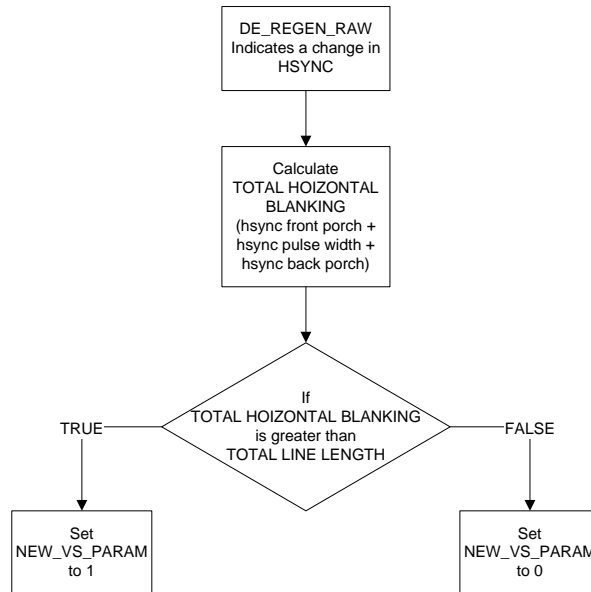 DE_REGEN_RAW
Indicates a change in
HSYNC
Calculate
TOTAL HOIZONTAL
BLANKING
(hsync front porch +
hsync pulse width +
hsync back porch)
If
TOTAL HOIZONTAL BLANKING
is greater than
TOTAL LINE LENGTH
TRUE
FALSE
Set
NEW_VS_PARAM
to 1
Set
NEW_VS_PARAM
to 0